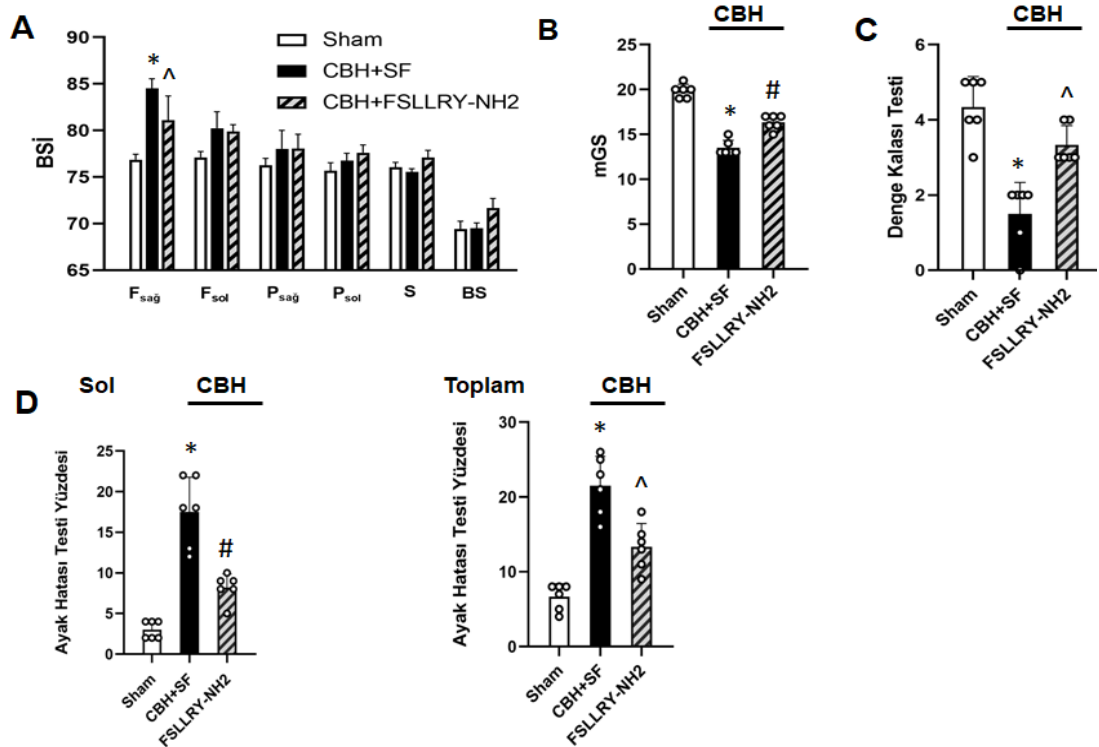 A
BSİ
90
85
80
75
70
65
* ^
Sham
CBH+SF
CBH+FSLLRY-NH2
Fsağ Fsol Psağ Psol S BS
B
CBH
mGS
25
20
15
10
5
0
* #
Sham
CBH+SF
FSLLRY-NH2
C
CBH
Denge Kalası Testi
6
4
2
0
* ^
Sham
CBH+SF
FSLLRY-NH2
D
Sol CBH
Ayak Hatası Testi Yüzdesi
25
20
15
10
5
0
* #
Sham
CBH+SF
FSLLRY-NH2
Toplam CBH
Ayak Hatası Testi Yüzdesi
30
20
10
0
* ^
Sham
CBH+SF
FSLLRY-NH2